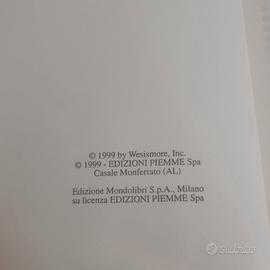 © 1999 by Wesismore, Inc.
© 1999 - EDIZIONI PIEMME Spa
Casale Monferrato (AL)
Edizione Mondolibri S.p.A., Milano
su licenza EDIZIONI PIEMME Spa
subito